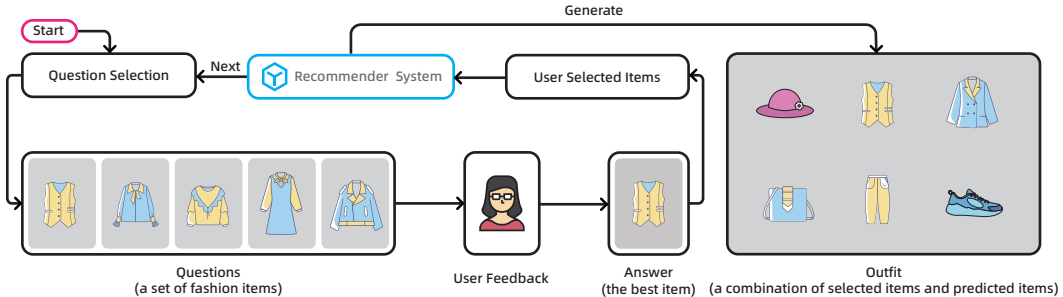 Generate
Start
Question Selection
Next
Recommender System
User Selected Items
Questions
(a set of fashion items)
User Feedback
Answer
(the best item)
Outfit
(a combination of selected items and predicted items)